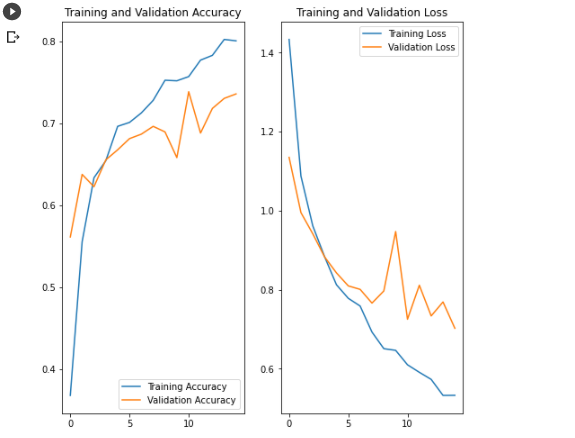 Training and Validation Accuracy
0.8
0.7
0.6
0.5
0.4
0
5
10
Training Accuracy
Validation Accuracy
Training and Validation Loss
Training Loss
Validation Loss
1.4
1.2
1.0
0.8
0.6
0
5
10